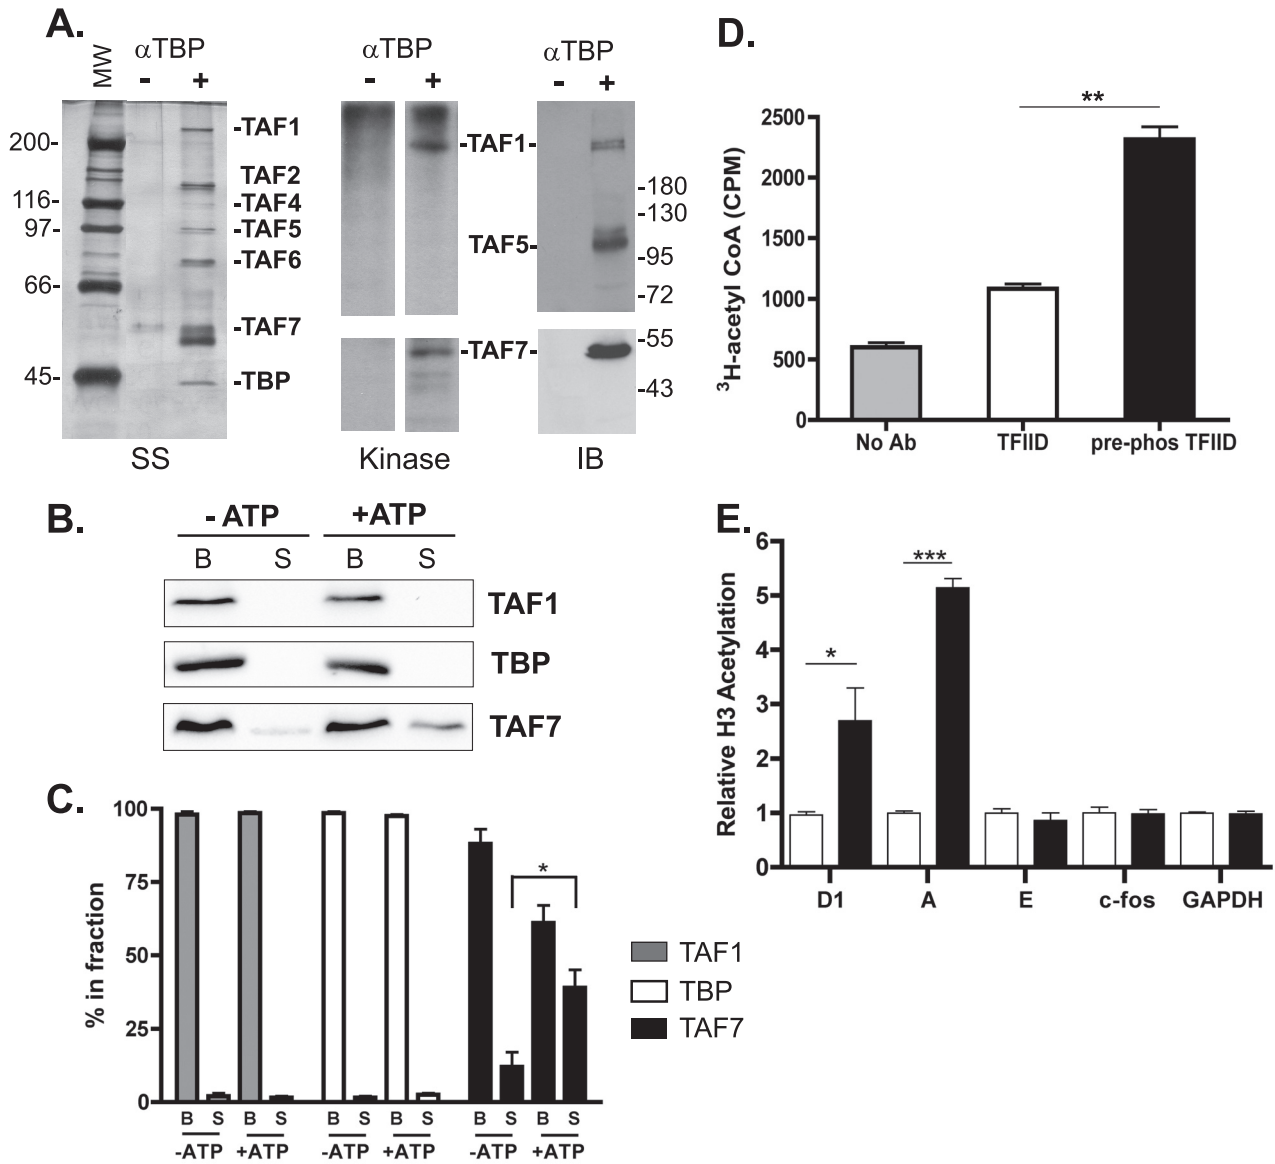 A.
MW
αTBP
- +
200-
116-
97-
66-
45-
-TAF1
TAF2
-TAF4
-TAF5
-TAF6
-TAF7
-TBP
SS
αTBP
- +
Kinase
-TAF1-
TAF5-
-TAF7-
αTBP
- +
-180
-130
-95
-72
-55
-43
IB
B.
- ATP +ATP
B S B S
TAF1
TBP
TAF7
C.
% in fraction
100
75
50
25
0
B S B S B S B S B S B S
-ATP +ATP -ATP +ATP -ATP +ATP
*
TAF1
TBP
TAF7
D.
³H-acetyl CoA (CPM)
2500
2000
1500
1000
500
0
**
No Ab TFIID pre-phos TFIID
E.
Relative H3 Acetylation
6
5
4
3
2
1
0
*
***
D1 A E c-fos GAPDH